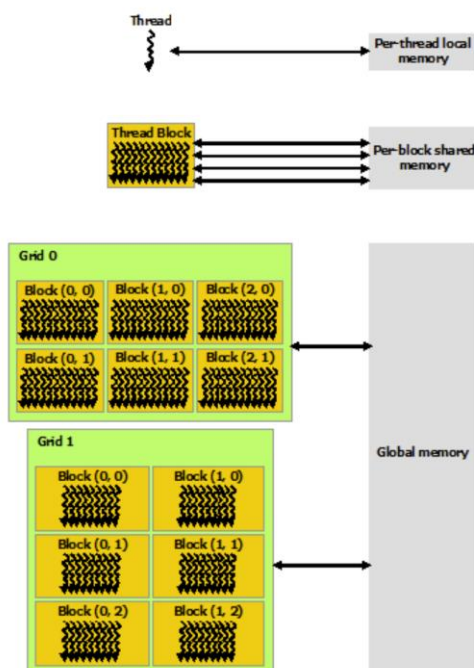 Thread
Per-thread local
memory
Thread Block
Per-block shared
memory
Grid 0
Block (0, 0) Block (1, 0) Block (2, 0)
Block (0, 1) Block (1, 1) Block (2, 1)
Grid 1
Global memory
Block (0, 0) Block (1, 0)
Block (0, 1) Block (1, 1)
Block (0, 2) Block (1, 2)